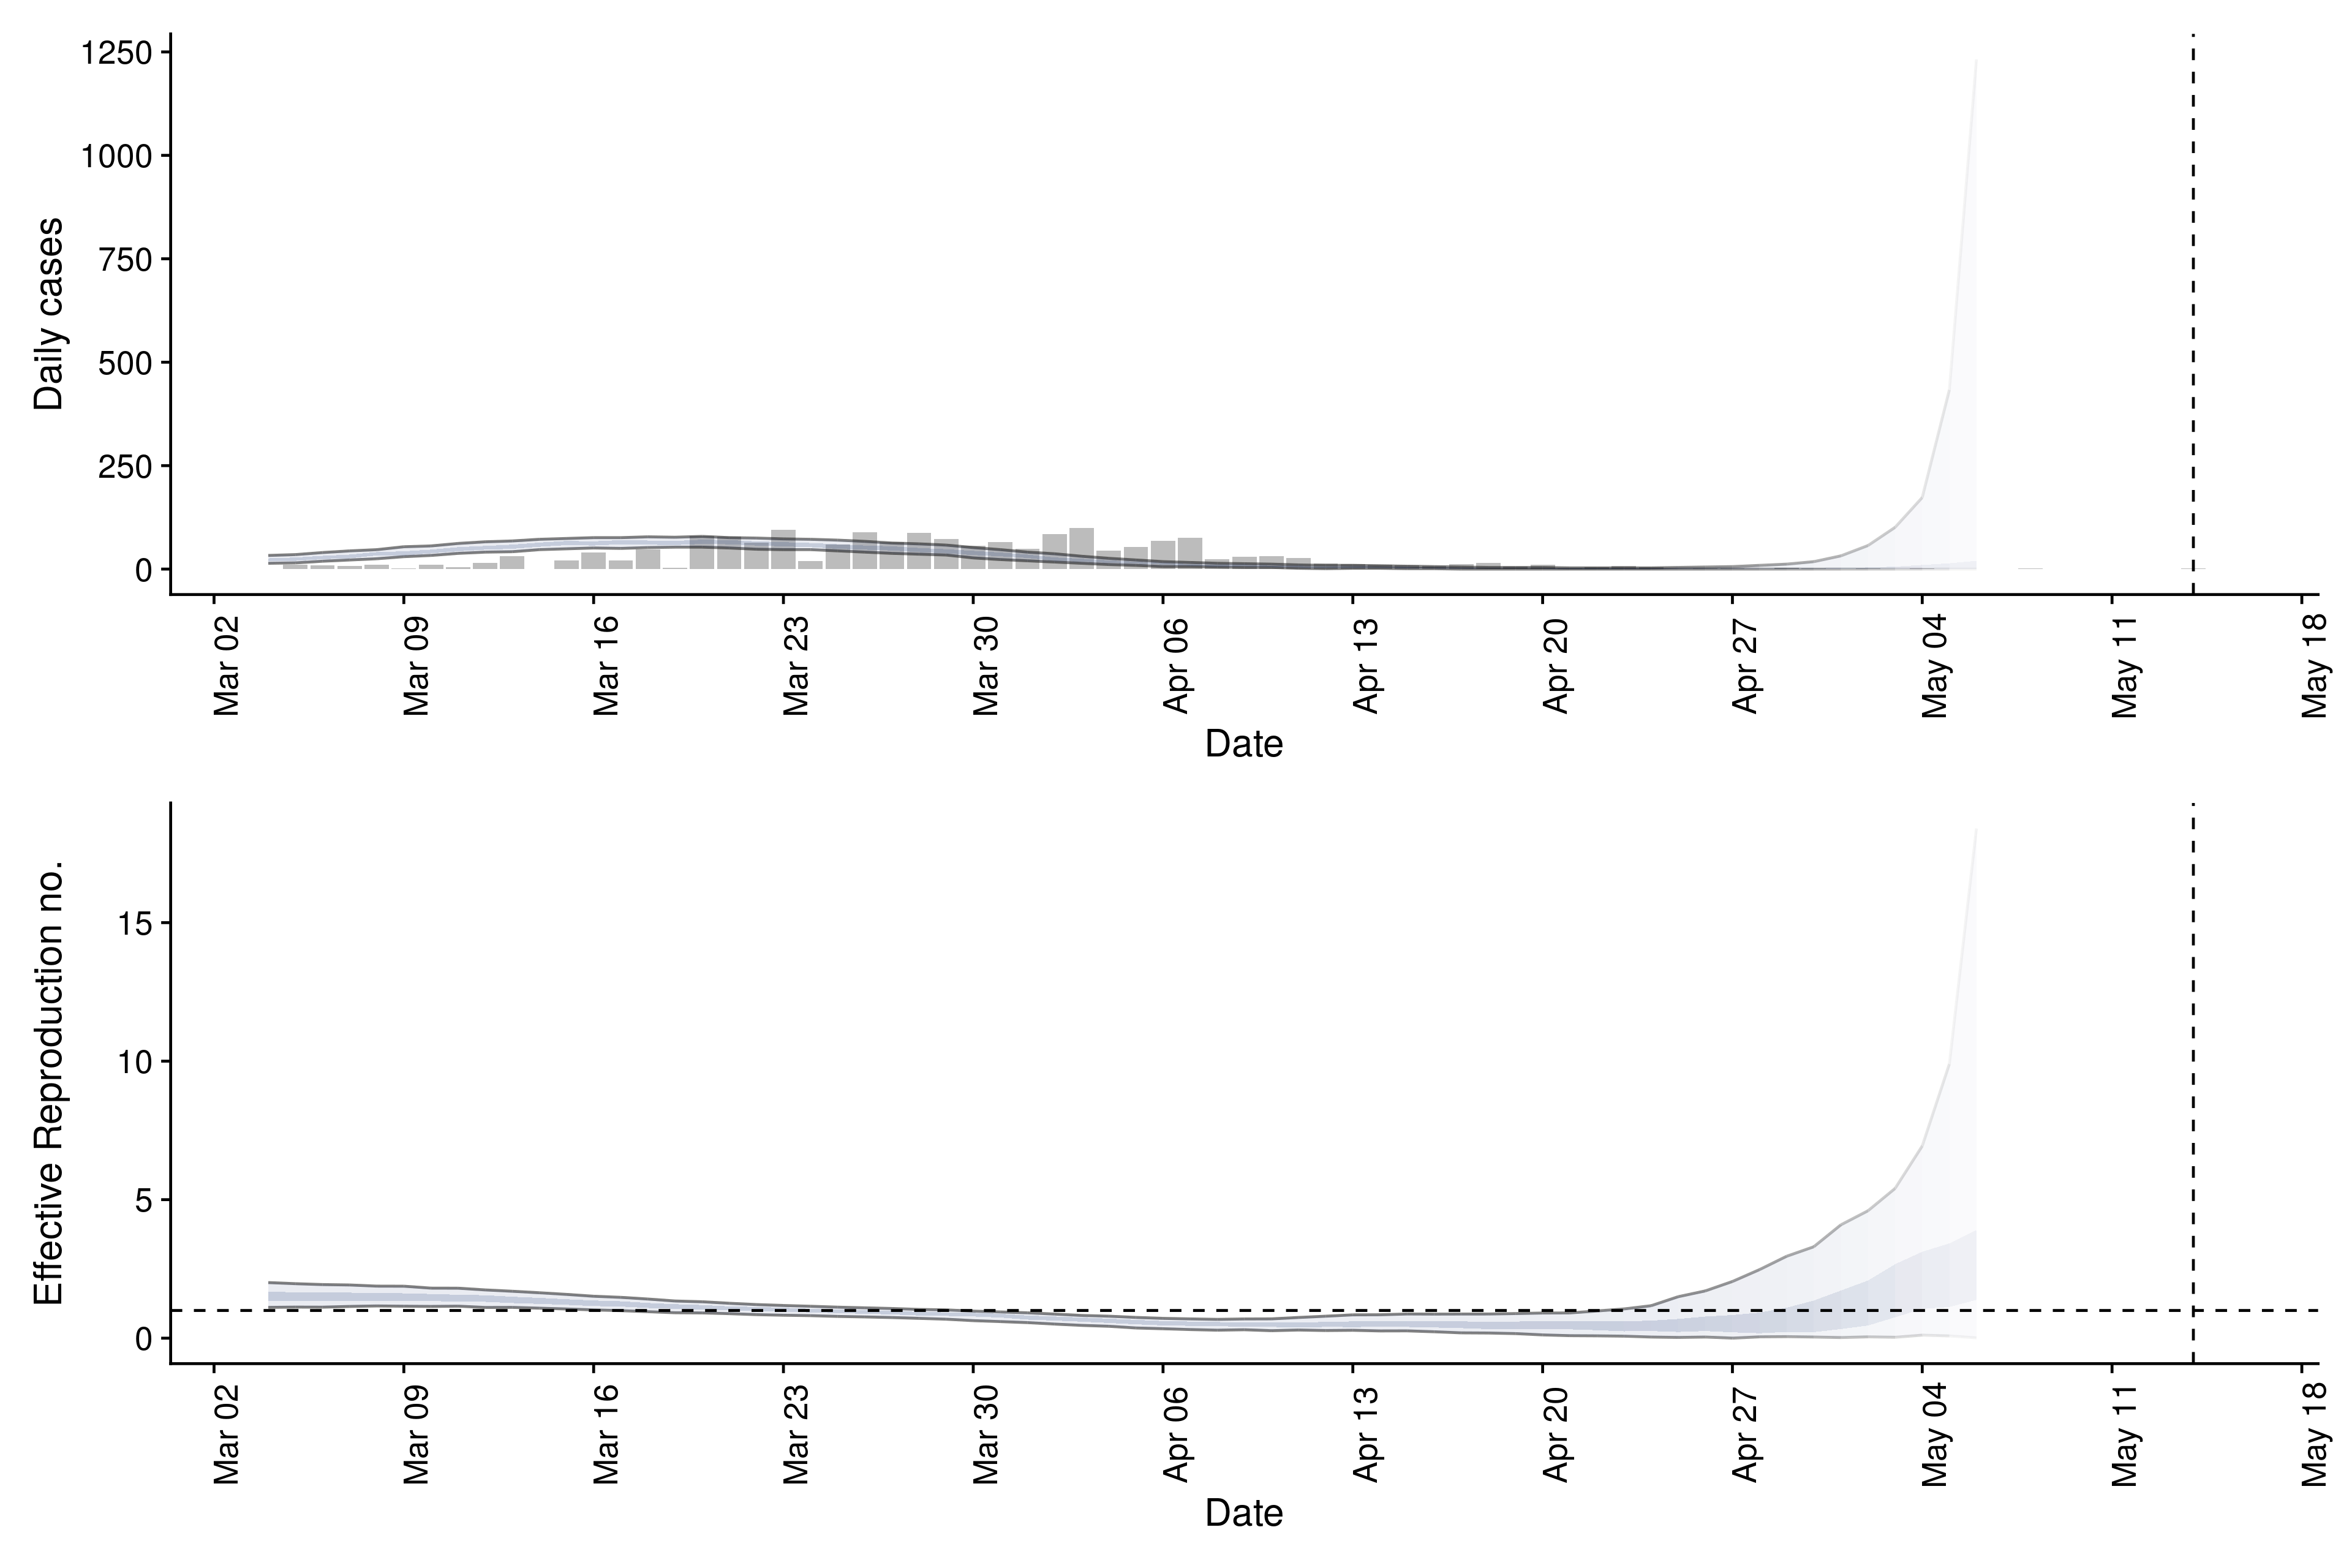 Daily cases
1250
1000
750
500
250
0
Mar 02
Mar 09
Mar 16
Mar 23
Mar 30
Apr 06
Apr 13
Apr 20
Apr 27
May 04
May 11
May 18
Date
Effective Reproduction no.
15
10
5
0
Mar 02
Mar 09
Mar 16
Mar 23
Mar 30
Apr 06
Apr 13
Apr 20
Apr 27
May 04
May 11
May 18
Date